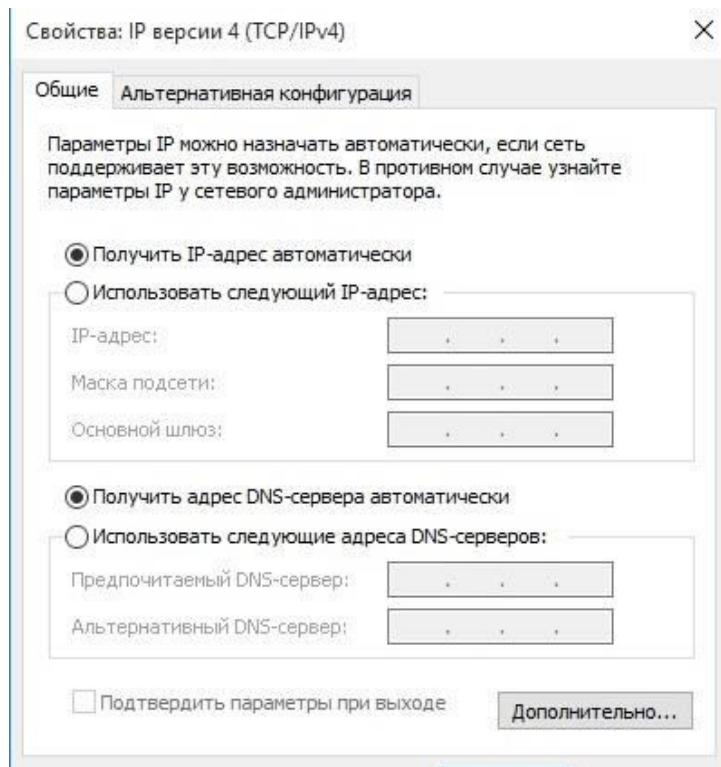 Свойства: IP версии 4 (TCP/IPv4)
Общие
Альтернативная конфигурация
Параметры IP можно назначать автоматически, если сеть
поддерживает эту возможность. В противном случае узнайте
параметры IP у сетевого администратора.
Получить IP-адрес автоматически
Использовать следующий IP-адрес:
IP-адрес:
Маска подсети:
Основной шлюз:
Получить адрес DNS-сервера автоматически
Использовать следующие адреса DNS-серверов:
Предпочитаемый DNS-сервер:
Альтернативный DNS-сервер:
Подтвердить параметры при выходе
Дополнительно...